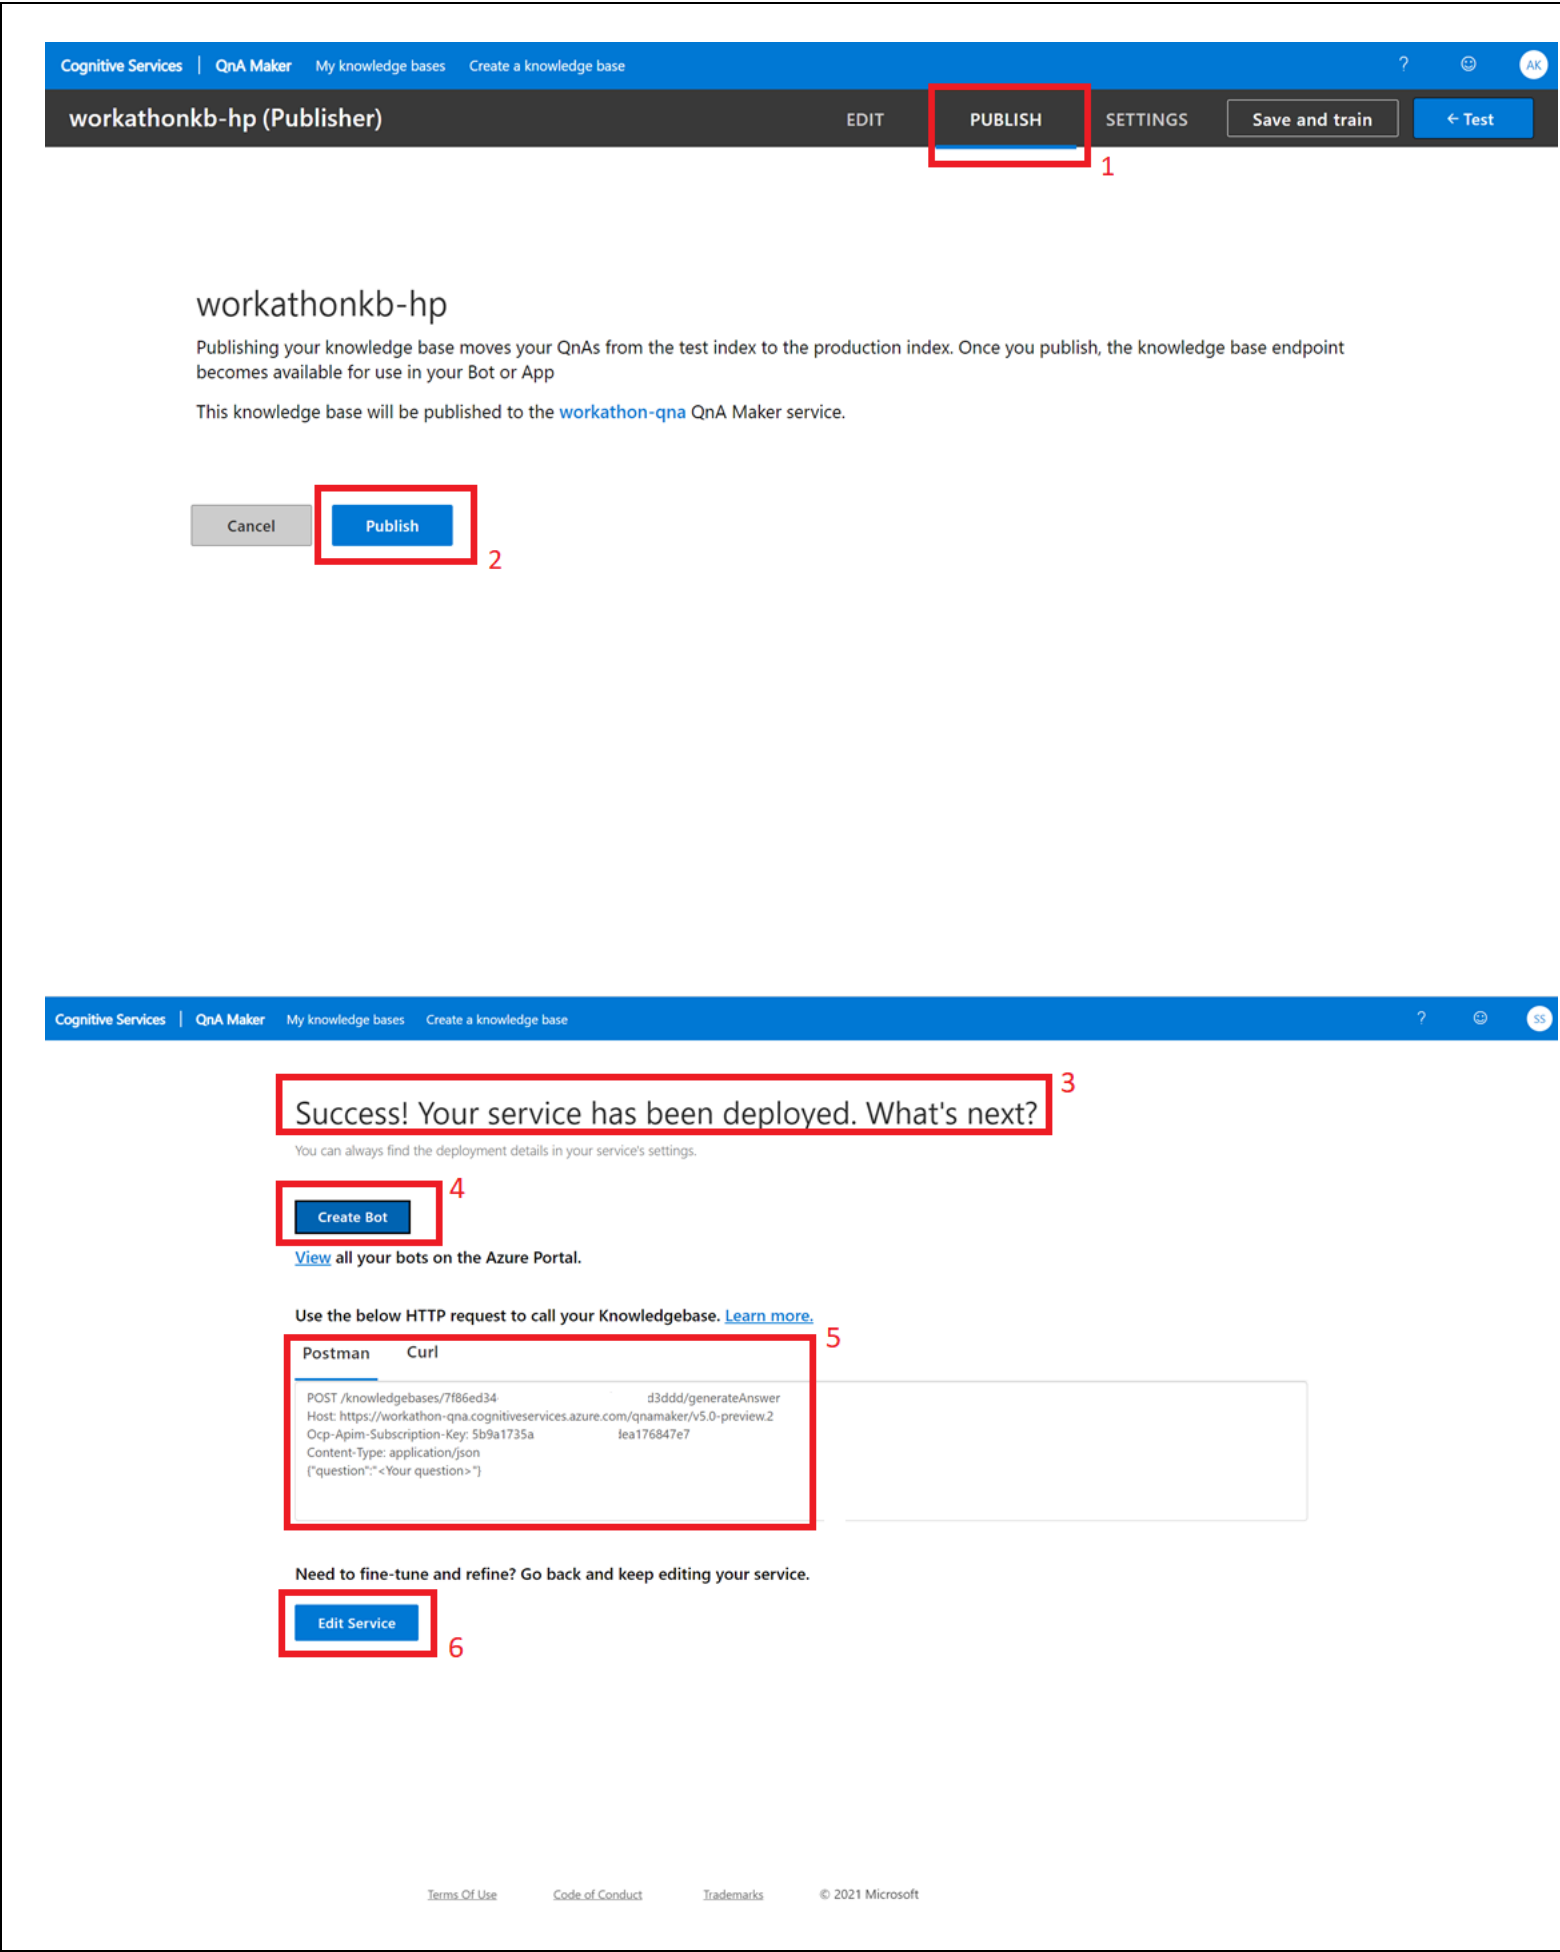 Cognitive Services | QnA Maker My knowledge bases Create a knowledge base ? AK
workathonkb-hp (Publisher) EDIT PUBLISH SETTINGS Save and train ← Test
1
workathonkb-hp
Publishing your knowledge base moves your QnAs from the test index to the production index. Once you publish, the knowledge base endpoint
becomes available for use in your Bot or App
This knowledge base will be published to the workathon-qna QnA Maker service.
Cancel Publish
2
Cognitive Services | QnA Maker My knowledge bases Create a knowledge base ? SS
3
Success! Your service has been deployed. What's next?
You can always find the deployment details in your service's settings.
4
Create Bot
View all your bots on the Azure Portal.
Use the below HTTP request to call your Knowledgebase. Learn more.
5
Postman Curl
POST /knowledgebases/7f86ed34- d3ddd/generateAnswer
Host: https://workathon-qna.cognitiveservices.azure.com/qnamaker/v5.0-preview.2
Ocp-Apim-Subscription-Key: 5b9a1735a ea176847e7
Content-Type: application/json
{"question":"<Your question>"}
Need to fine-tune and refine? Go back and keep editing your service.
Edit Service
6
Terms Of Use Code of Conduct Trademarks © 2021 Microsoft